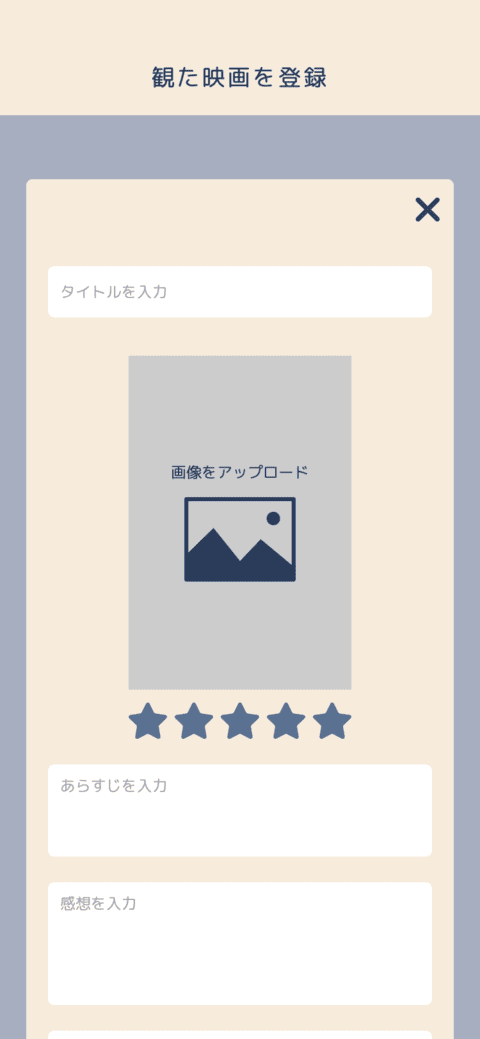 観た映画を登録
タイトルを入力
画像をアップロード
あらすじを入力
感想を入力